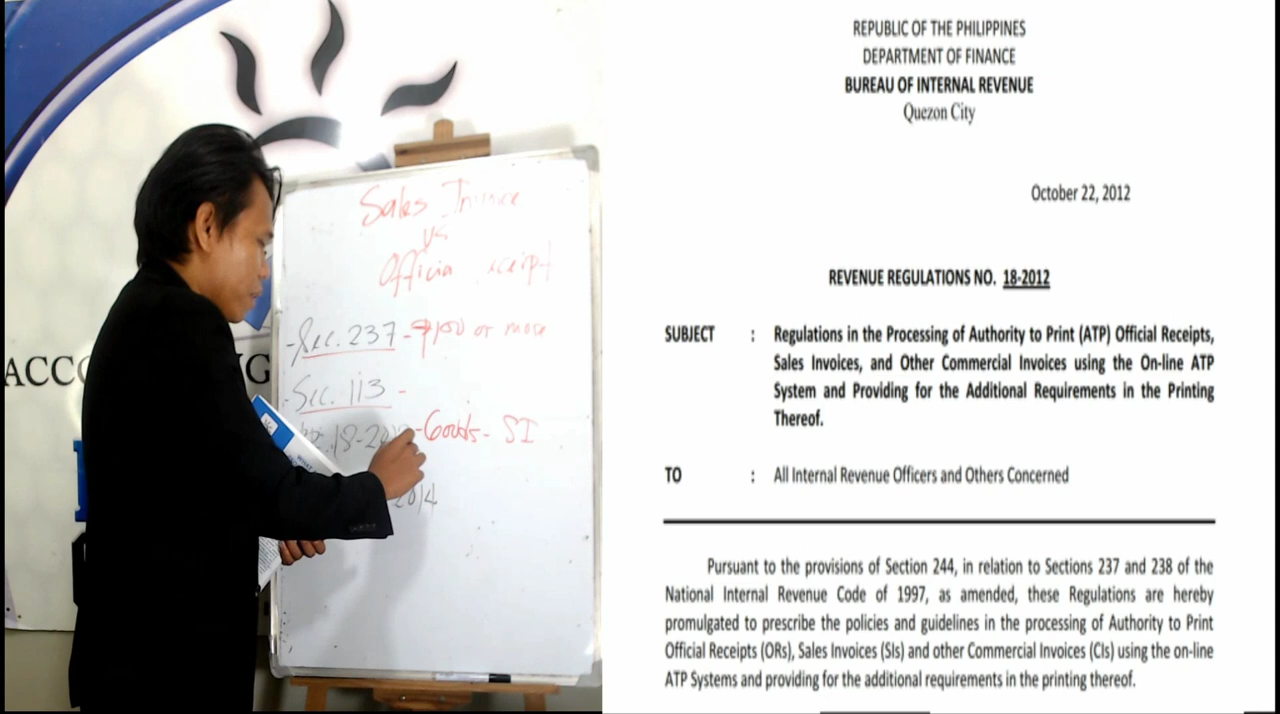 Sales Invoice
vs
Official receipt
- Sec. 237 - ₱100 or more
- Sec. 113 -
18-2012 - Goods - SI
2014
ACCO
G
REPUBLIC OF THE PHILIPPINES
DEPARTMENT OF FINANCE
BUREAU OF INTERNAL REVENUE
Quezon City
October 22, 2012
REVENUE REGULATIONS NO. 18-2012
SUBJECT : Regulations in the Processing of Authority to Print (ATP) Official Receipts,
Sales Invoices, and Other Commercial Invoices using the On-line ATP
System and Providing for the Additional Requirements in the Printing
Thereof.
TO : All Internal Revenue Officers and Others Concerned
Pursuant to the provisions of Section 244, in relation to Sections 237 and 238 of the
National Internal Revenue Code of 1997, as amended, these Regulations are hereby
promulgated to prescribe the policies and guidelines in the processing of Authority to Print
Official Receipts (ORs), Sales Invoices (SIs) and other Commercial Invoices (CIs) using the on-line
ATP Systems and providing for the additional requirements in the printing thereof.